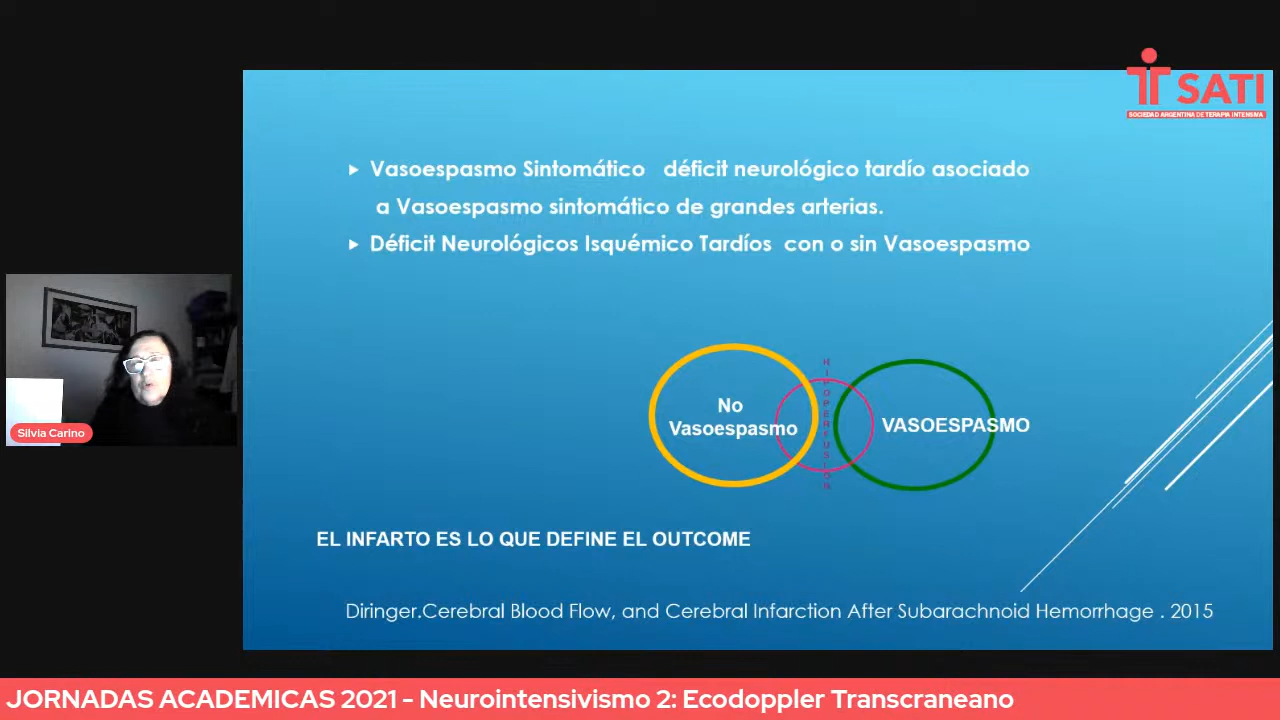 SATI
SOCIEDAD ARGENTINA DE TERAPIA INTENSIVA
Vasoespasmo Sintomático déficit neurológico tardío asociado
a Vasoespasmo sintomático de grandes arterias.
Déficit Neurológicos Isquémico Tardíos con o sin Vasoespasmo
No
Vasoespasmo
HIPOPERFUSION
VASOESPASMO
EL INFARTO ES LO QUE DEFINE EL OUTCOME
Diringer.Cerebral Blood Flow, and Cerebral Infarction After Subarachnoid Hemorrhage . 2015
Silvia Carino
JORNADAS ACADEMICAS 2021 - Neurointensivismo 2: Ecodoppler Transcraneano